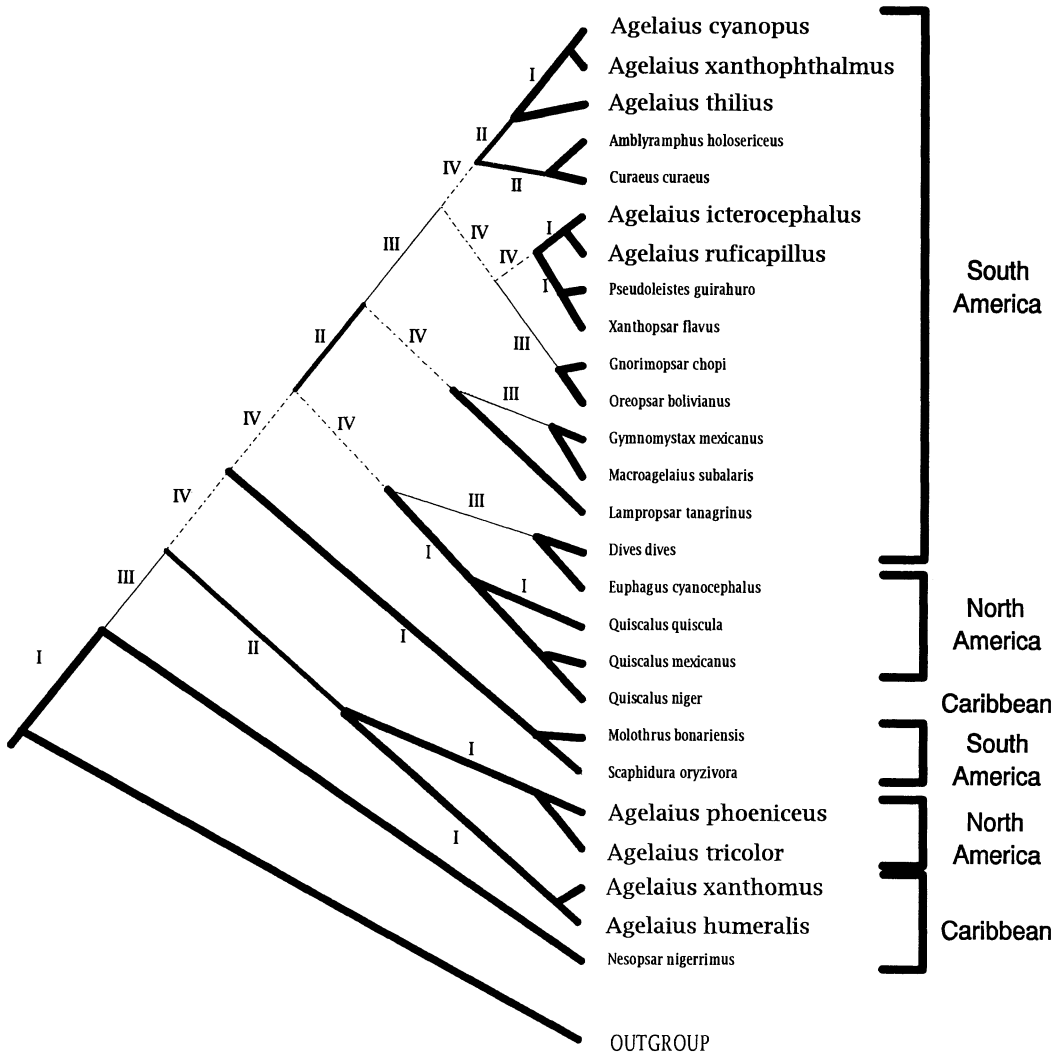 Agelaius cyanopus
Agelaius xanthophthalmus
I
Agelaius thilius
II
Amblyramphus holosericeus
IV
Curaeus curaeus
II
Agelaius icterocephalus
I
IV
III
Agelaius ruficapillus
IV
South
America
I
Pseudoleistes guirahuro
Xanthopsar flavus
II
IV
III
Gnorimopsar chopi
III
Oreopsar bolivianus
IV
IV
Gymnomystax mexicanus
Macroagelaius subalaris
IV
III
Lampropsar tanagrinus
I
Dives dives
III
I
Euphagus cyanocephalus
North
America
Quiscalus quiscula
I
II
Quiscalus mexicanus
I
Quiscalus niger
Caribbean
Molothrus bonariensis
I
South
America
Scaphidura oryzivora
Agelaius phoeniceus
North
America
I
Agelaius tricolor
Agelaius xanthomus
Agelaius humeralis
Caribbean
Nesopsar nigerrimus
OUTGROUP